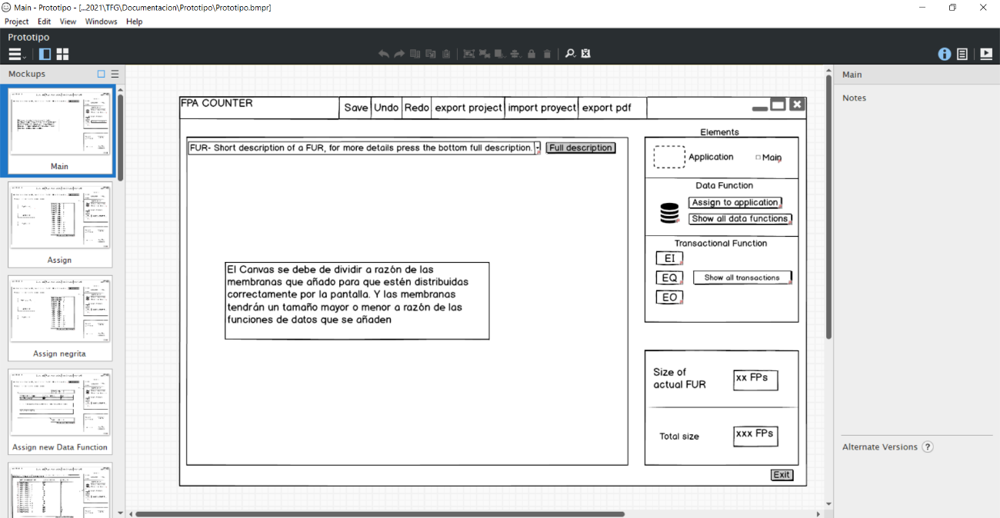 Main - Prototipo - [...2021\TFG\Documentacion\Prototipo\Prototipo.bmpr]
Project Edit View Windows Help
Prototipo
Mockups
Main
Assign
Assign negrita
Assign new Data Function
FPA COUNTER
Save Undo Redo export project import proyect export pdf
FUR- Short description of a FUR, for more details press the bottom full description.
Full description
El Canvas se debe de dividir a razón de las
membranas que añado para que estén distribuidas
correctamente por la pantalla. Y las membranas
tendrán un tamaño mayor o menor a razón de las
funciones de datos que se añaden
Elements
Application
Main
Data Function
Assign to application
Show all data functions
Transactional Function
EI
EQ
Show all transactions
EO
Size of
actual FUR
xx FPs
Total size
xxx FPs
Exit
Main
Notes
Alternate Versions ?